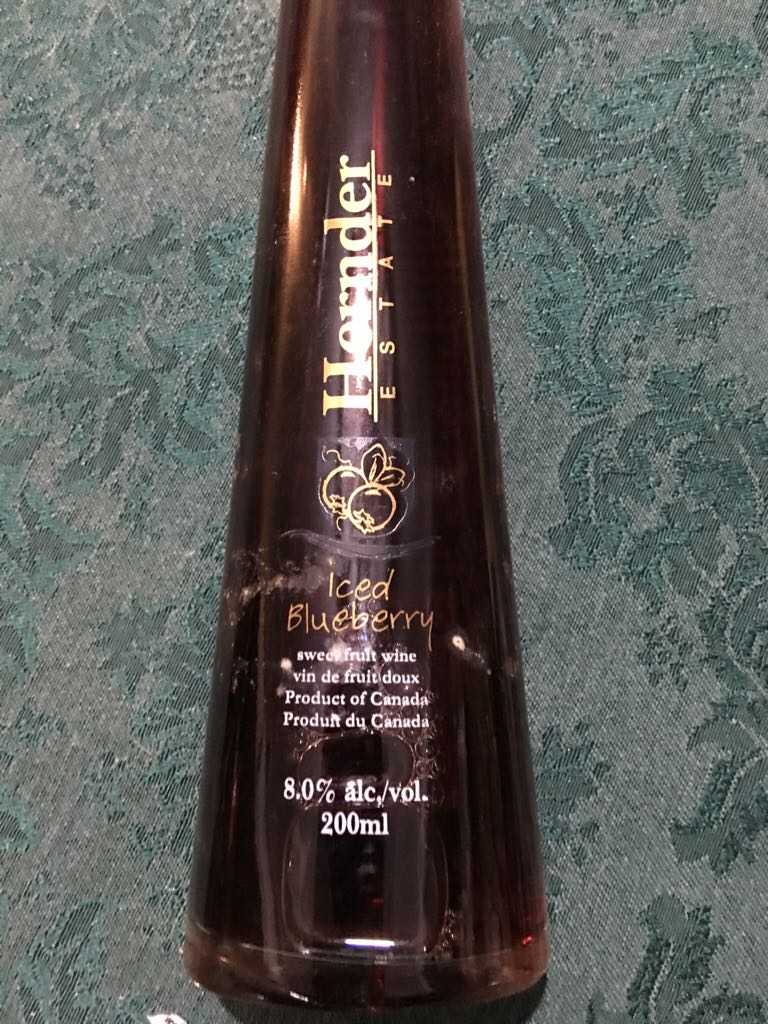 Hernder
ESTATE
Iced
Blueberry
sweet fruit wine
vin de fruit doux
Product of Canada
Produit du Canada
8.0% alc./vol.
200ml